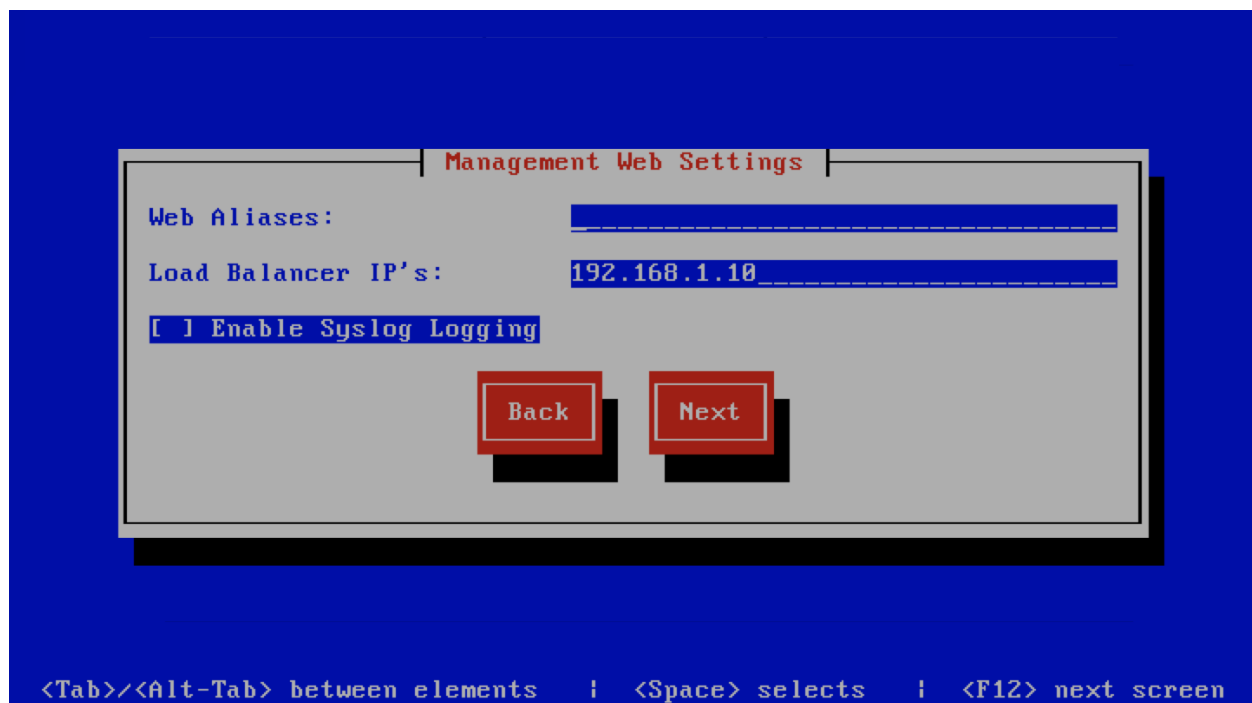 Management Web Settings
Web Aliases:
Load Balancer IP's: 192.168.1.10
[ ] Enable Syslog Logging
Back Next
<Tab>/<Alt-Tab> between elements | <Space> selects | <F12> next screen